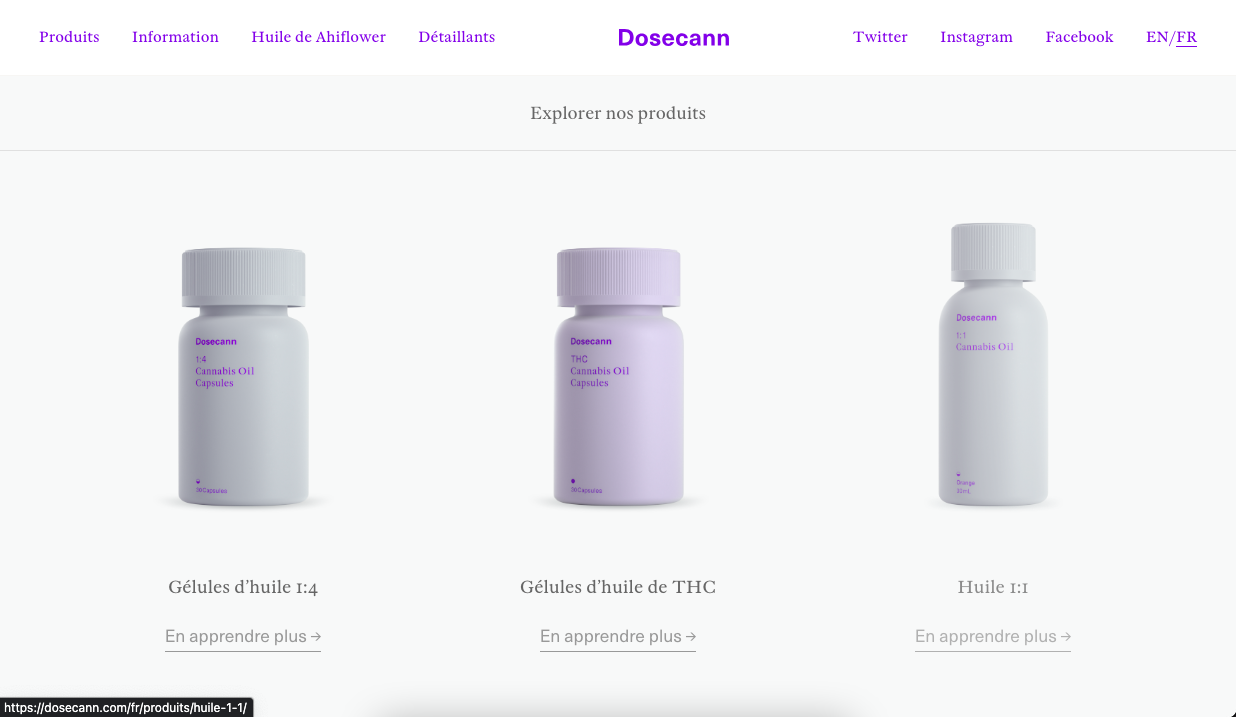 Produits Information Huile de Ahiflower Détaillants Dosecann Twitter Instagram Facebook EN/FR
Explorer nos produits
Dosecann
1:4
Cannabis Oil
Capsules
30 Capsules
Dosecann
THC
Cannabis Oil
Capsules
Capsules
Dosecann
1:1
Cannabis Oil
Orange
30mL
Gélules d’huile 1:4 Gélules d’huile de THC Huile 1:1
En apprendre plus → En apprendre plus → En apprendre plus →
https://dosecann.com/fr/produits/huile-1-1/